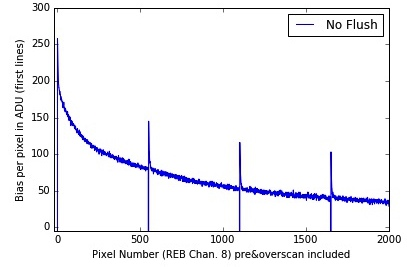 300
250
200
150
100
50
0
0 500 1000 1500 2000
No Flush
Bias per pixel in ADU (first lines)
Pixel Number (REB Chan. 8) pre&overscan included